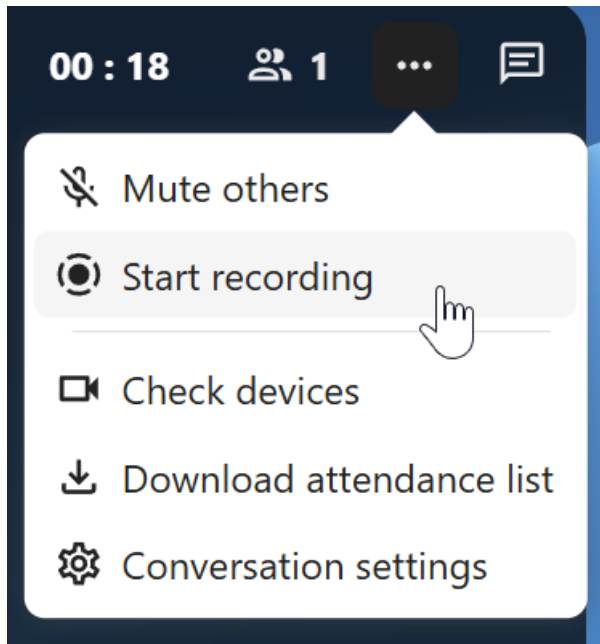 00 : 18 1
Mute others
Start recording
Check devices
Download attendance list
Conversation settings